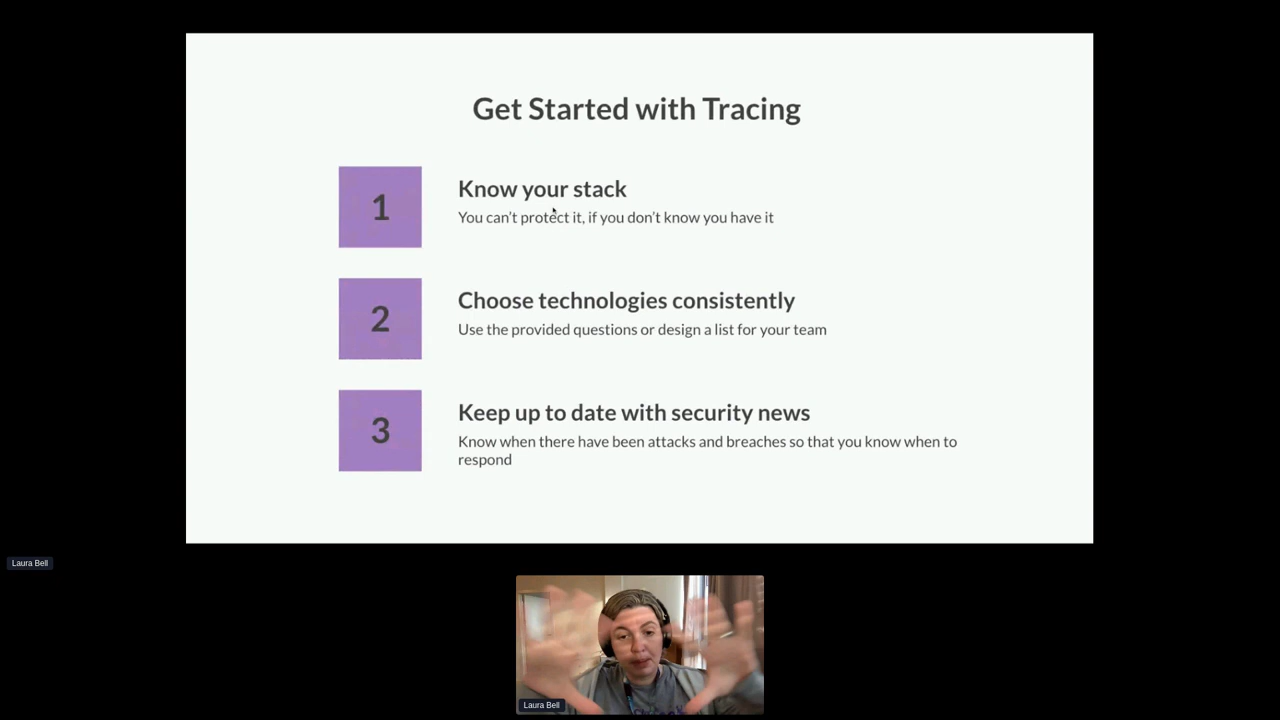 Get Started with Tracing
1
Know your stack
You can't protect it, if you don't know you have it
2
Choose technologies consistently
Use the provided questions or design a list for your team
3
Keep up to date with security news
Know when there have been attacks and breaches so that you know when to
respond
Laura Bell
Laura Bell